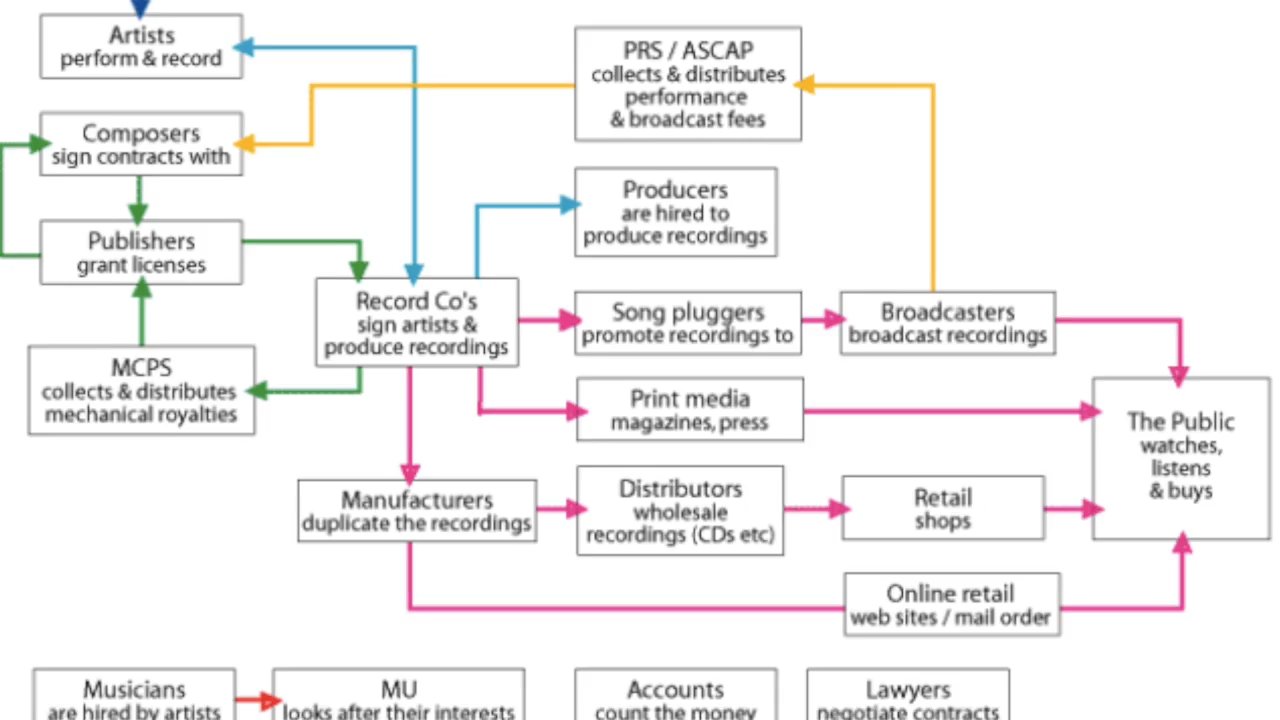 Artists
perform & record
PRS / ASCAP
collects & distributes
performance
& broadcast fees
Composers
sign contracts with
Producers
are hired to
produce recordings
Publishers
grant licenses
Record Co's
sign artists &
produce recordings
Song pluggers
promote recordings to
Broadcasters
broadcast recordings
MCPS
collects & distributes
mechanical royalties
Print media
magazines, press
The Public
watches,
listens
& buys
Manufacturers
duplicate the recordings
Distributors
wholesale
recordings (CDs etc)
Retail
shops
Online retail
web sites / mail order
Musicians
are hired by artists
MU
looks after their interests
Accounts
count the money
Lawyers
negotiate contracts